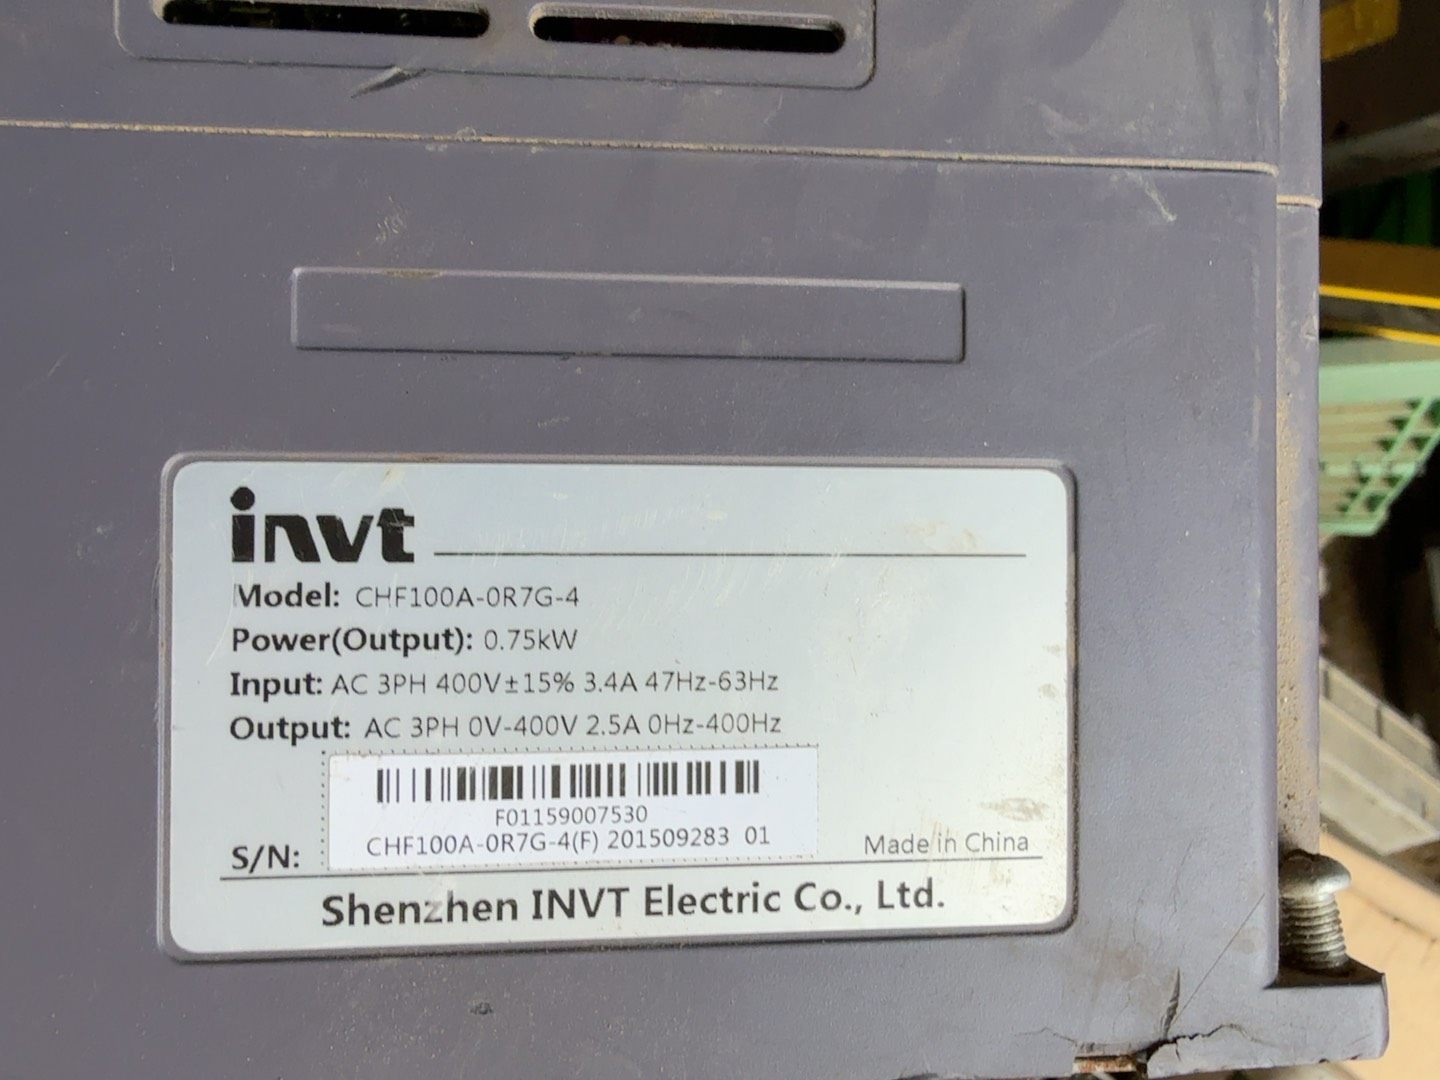 invt
Model: CHF100A-0R7G-4
Power(Output): 0.75kW
Input: AC 3PH 400V±15% 3.4A 47Hz-63Hz
Output: AC 3PH 0V-400V 2.5A 0Hz-400Hz
F01159007530
CHF100A-0R7G-4(F) 201509283 01
S/N:
Made in China
Shenzhen INVT Electric Co., Ltd.